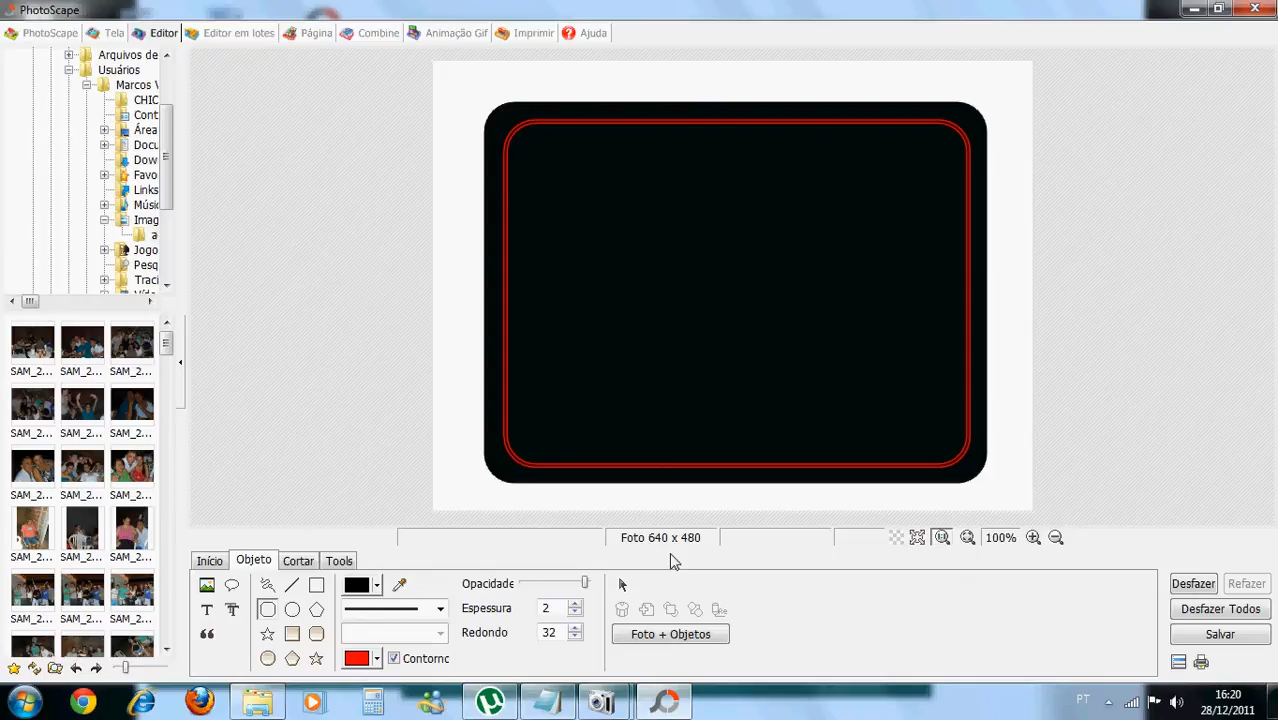 PhotoScape
PhotoScape Tela Editor Editor em lotes Página Combine Animação Gif Imprimir Ajuda
Arquivos de
Usuários
Marcos V
CHIC
Cont
Área
Docu
Dow
Favo
Links
Músic
Imag
a
Jogo
Pesq
Traci
SAM_2... SAM_2... SAM_2...
SAM_2... SAM_2... SAM_2...
SAM_2... SAM_2... SAM_2...
SAM_2... SAM_2... SAM_2...
SAM_2... SAM_2... SAM_2...
Foto 640 x 480
100%
Início Objeto Cortar Tools
Opacidade
Espessura 2
Redondo 32
Contorno
Foto + Objetos
Desfazer Refazer
Desfazer Todos
Salvar
PT
16:20
28/12/2011